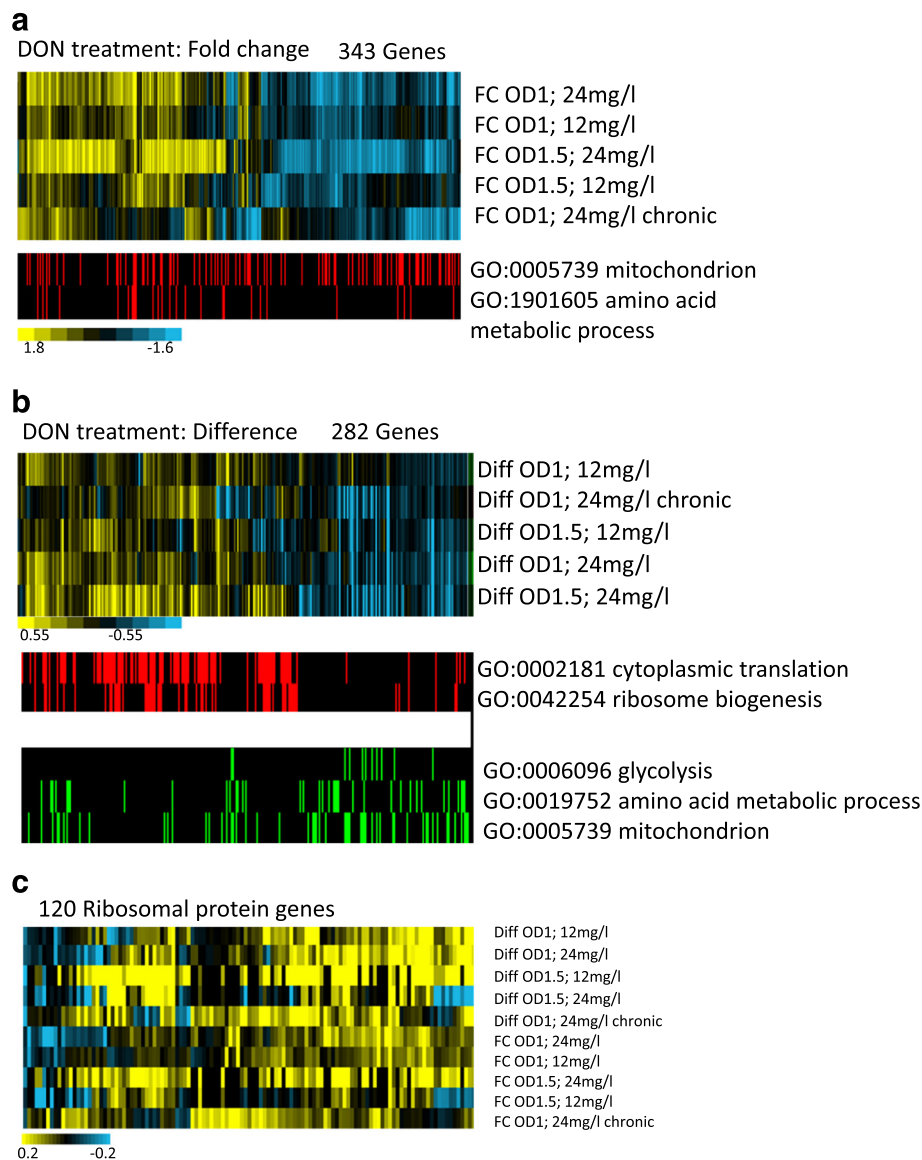 a
DON treatment: Fold change 343 Genes
FC OD1; 24mg/l
FC OD1; 12mg/l
FC OD1.5; 24mg/l
FC OD1.5; 12mg/l
FC OD1; 24mg/l chronic
GO:0005739 mitochondrion
GO:1901605 amino acid
metabolic process
1.8 -1.6
b
DON treatment: Difference 282 Genes
Diff OD1; 12mg/l
Diff OD1; 24mg/l chronic
Diff OD1.5; 12mg/l
Diff OD1; 24mg/l
Diff OD1.5; 24mg/l
0.55 -0.55
GO:0002181 cytoplasmic translation
GO:0042254 ribosome biogenesis
GO:0006096 glycolysis
GO:0019752 amino acid metabolic process
GO:0005739 mitochondrion
c
120 Ribosomal protein genes
Diff OD1; 12mg/l
Diff OD1; 24mg/l
Diff OD1.5; 12mg/l
Diff OD1.5; 24mg/l
Diff OD1; 24mg/l chronic
FC OD1; 24mg/l
FC OD1; 12mg/l
FC OD1.5; 24mg/l
FC OD1.5; 12mg/l
FC OD1; 24mg/l chronic
0.2 -0.2